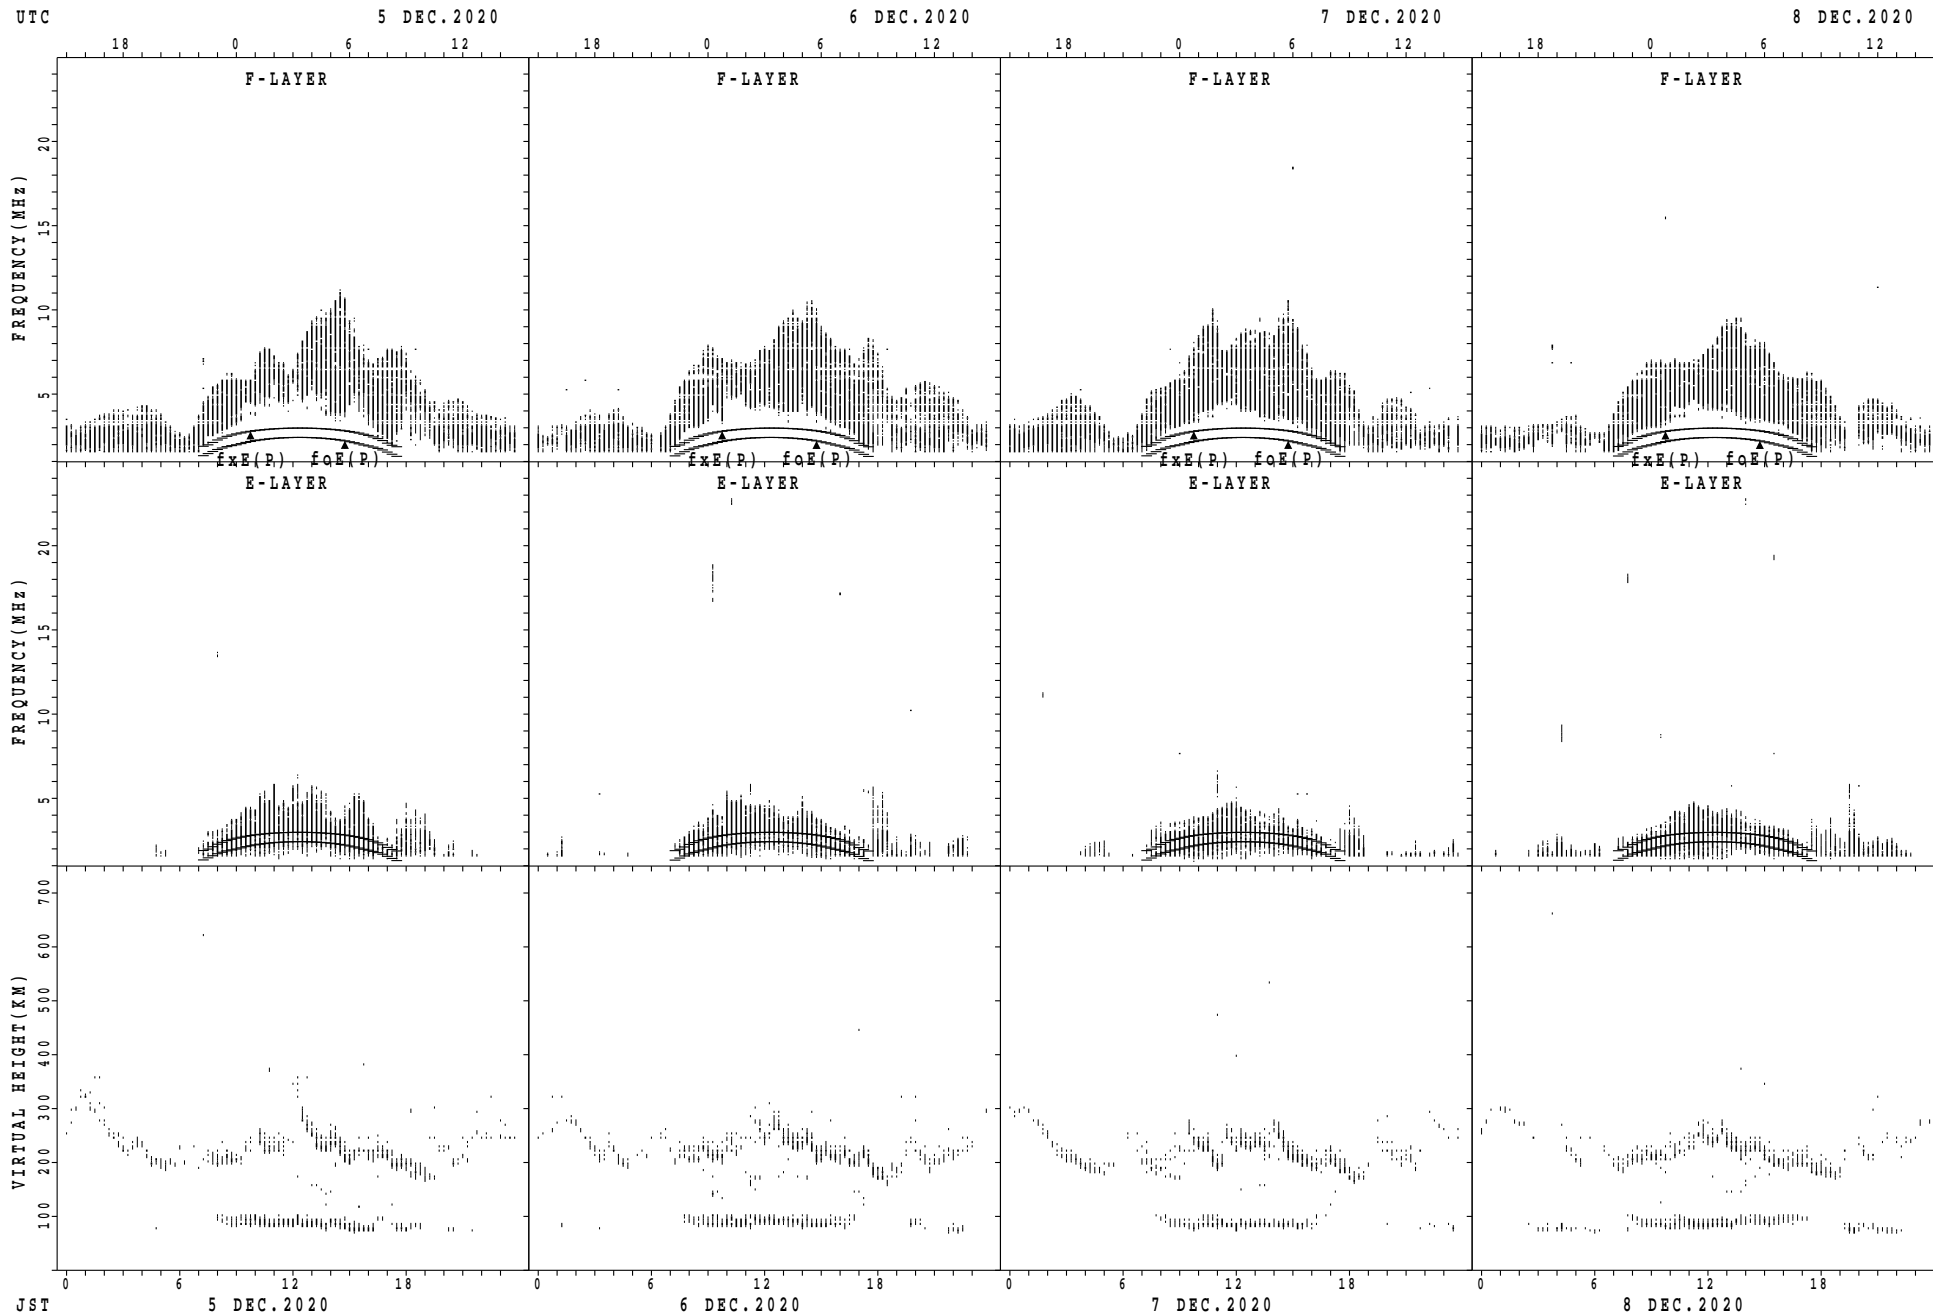 UTC 5 DEC.2020 6 DEC.2020 7 DEC.2020 8 DEC.2020
18 0 6 12 18 0 6 12 18 0 6 12 18 0 6 12
F-LAYER F-LAYER F-LAYER F-LAYER
FREQUENCY(MHz)
20
15
10
5
fxE(P) foE(P) fxE(P) foE(P) fxE(P) foE(P) fxE(P) foE(P)
E-LAYER E-LAYER E-LAYER E-LAYER
FREQUENCY(MHz)
20
15
10
5
VIRTUAL HEIGHT(KM)
700
600
500
400
300
200
100
0 6 12 18 0 6 12 18 0 6 12 18 0 6 12 18
JST 5 DEC.2020 6 DEC.2020 7 DEC.2020 8 DEC.2020